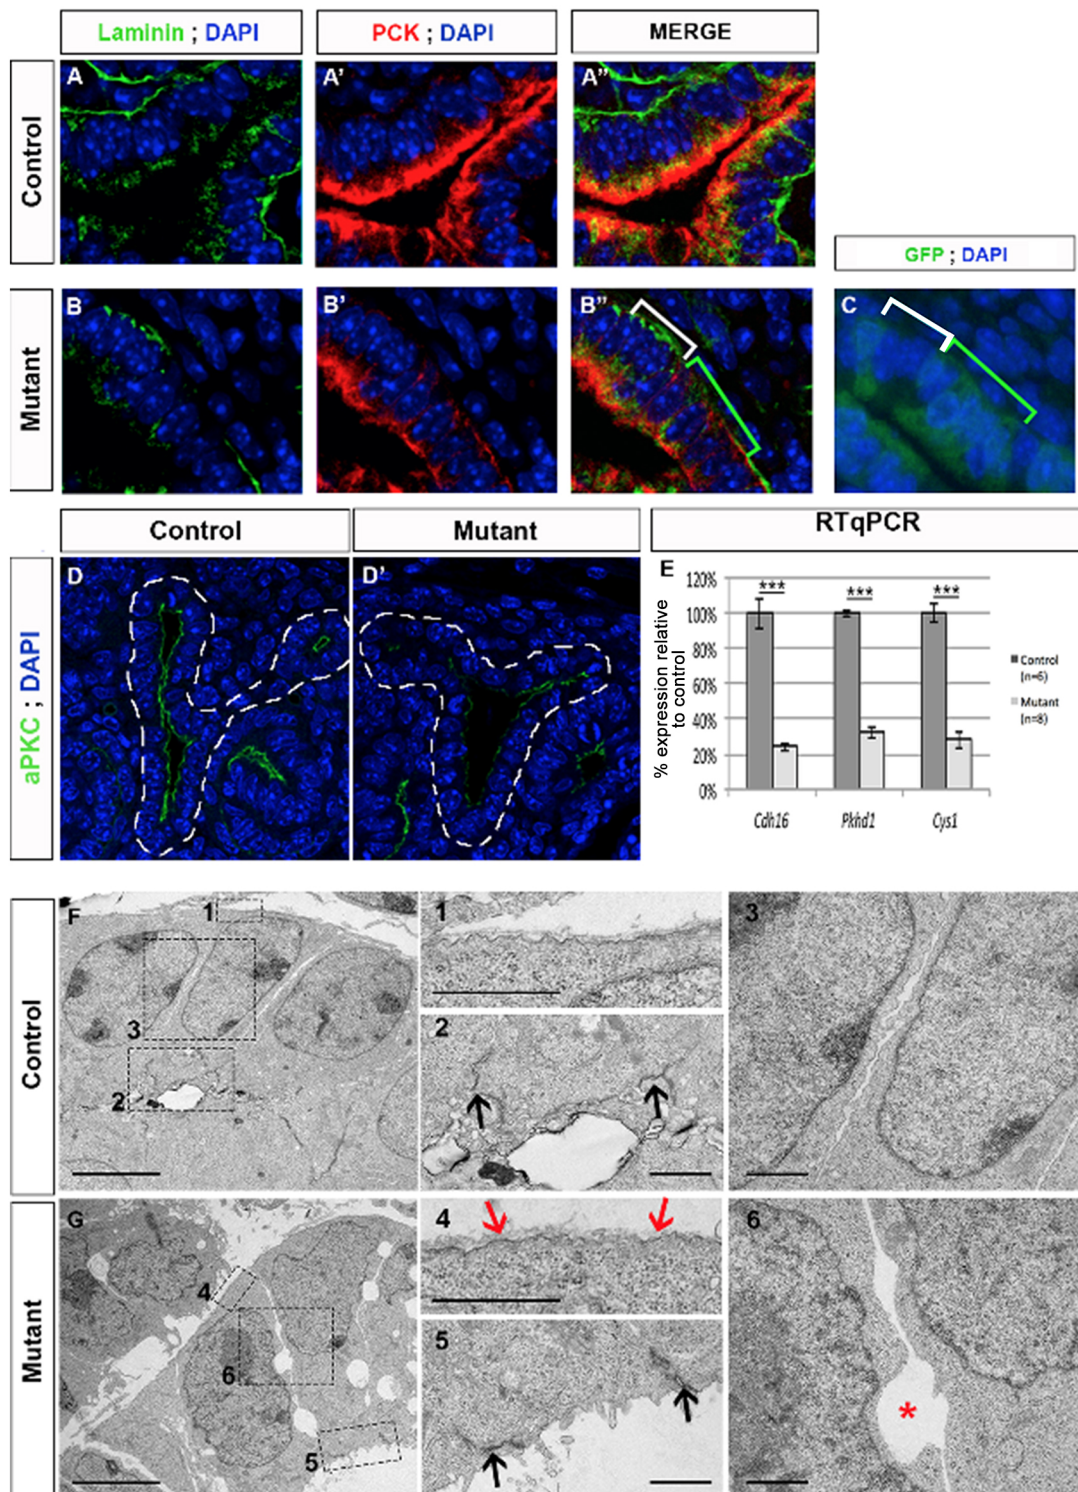 Laminin ; DAPI
PCK ; DAPI
MERGE
Control
A
A'
A"
GFP ; DAPI
Mutant
B
B'
B"
C
Control
Mutant
RTqPCR
aPKC ; DAPI
D
D'
E
% expression relative
to control
120%
100%
80%
60%
40%
20%
0%
***
***
***
Control
(n=6)
Mutant
(n=8)
Cdh16
Pkhd1
Cys1
Control
F
1
3
2
1
2
3
Mutant
G
4
6
5
4
5
6
*